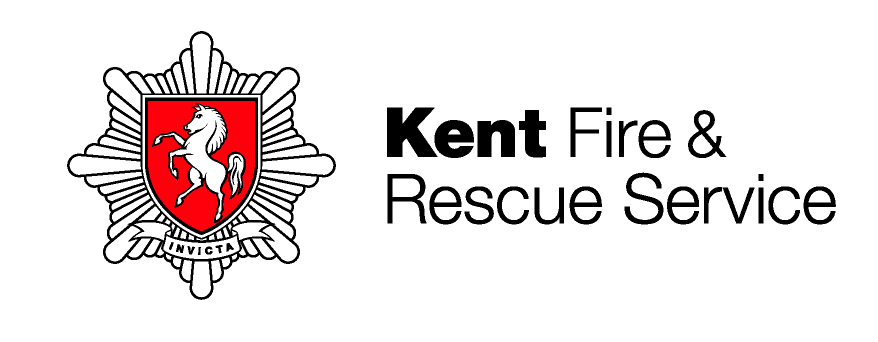 Kent Fire &
Rescue Service
INVICTA